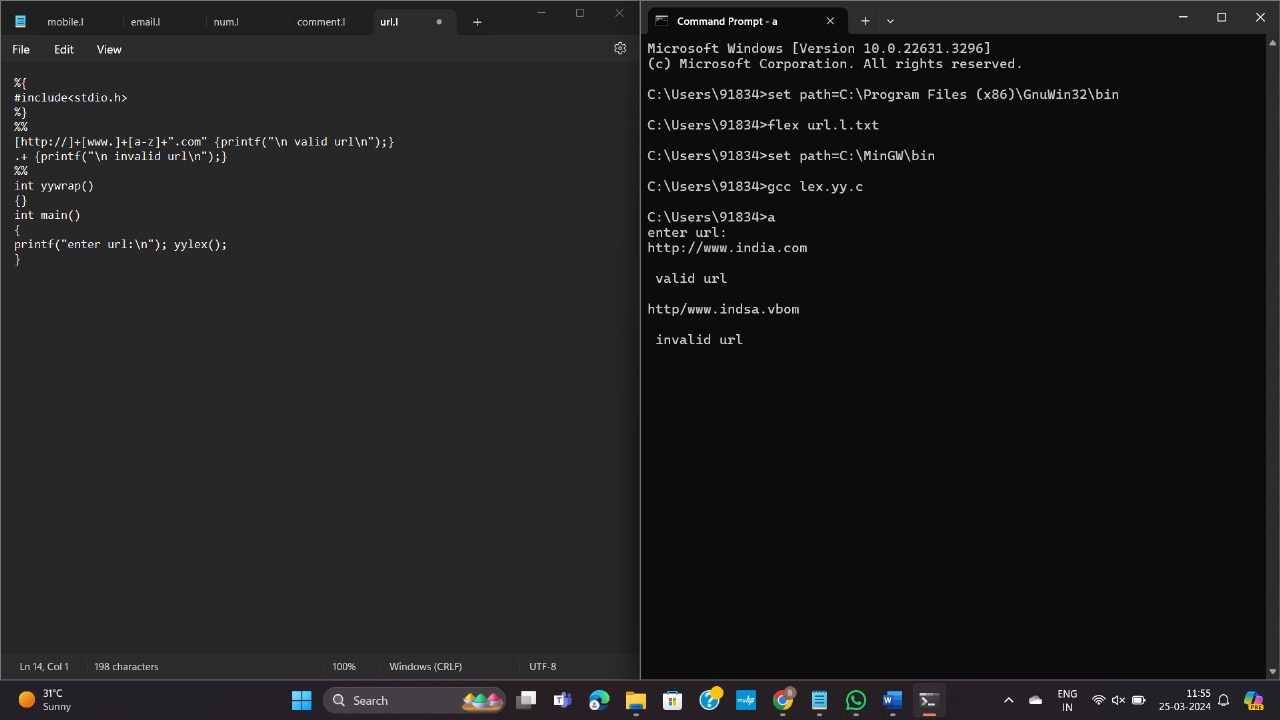 mobile.l email.l num.l comment.l url.l
File Edit View
%{
#include<stdio.h>
%}
%%
[http://]+[www.]+[a-z]+".com" {printf("\n valid url\n");}
.+ {printf("\n invalid url\n");}
%%
int yywrap()
{}
int main()
{
printf("enter url:\n"); yylex();
}
Ln 14, Col 1 198 characters 100% Windows (CRLF) UTF-8
Command Prompt - a
Microsoft Windows [Version 10.0.22631.3296]
(c) Microsoft Corporation. All rights reserved.
C:\Users\91834>set path=C:\Program Files (x86)\GnuWin32\bin
C:\Users\91834>flex url.l.txt
C:\Users\91834>set path=C:\MinGW\bin
C:\Users\91834>gcc lex.yy.c
C:\Users\91834>a
enter url:
http://www.india.com
valid url
http/www.indsa.vbom
invalid url
31°C
Sunny
Search
myhp
ENG
IN
11:55
25-03-2024
PRE